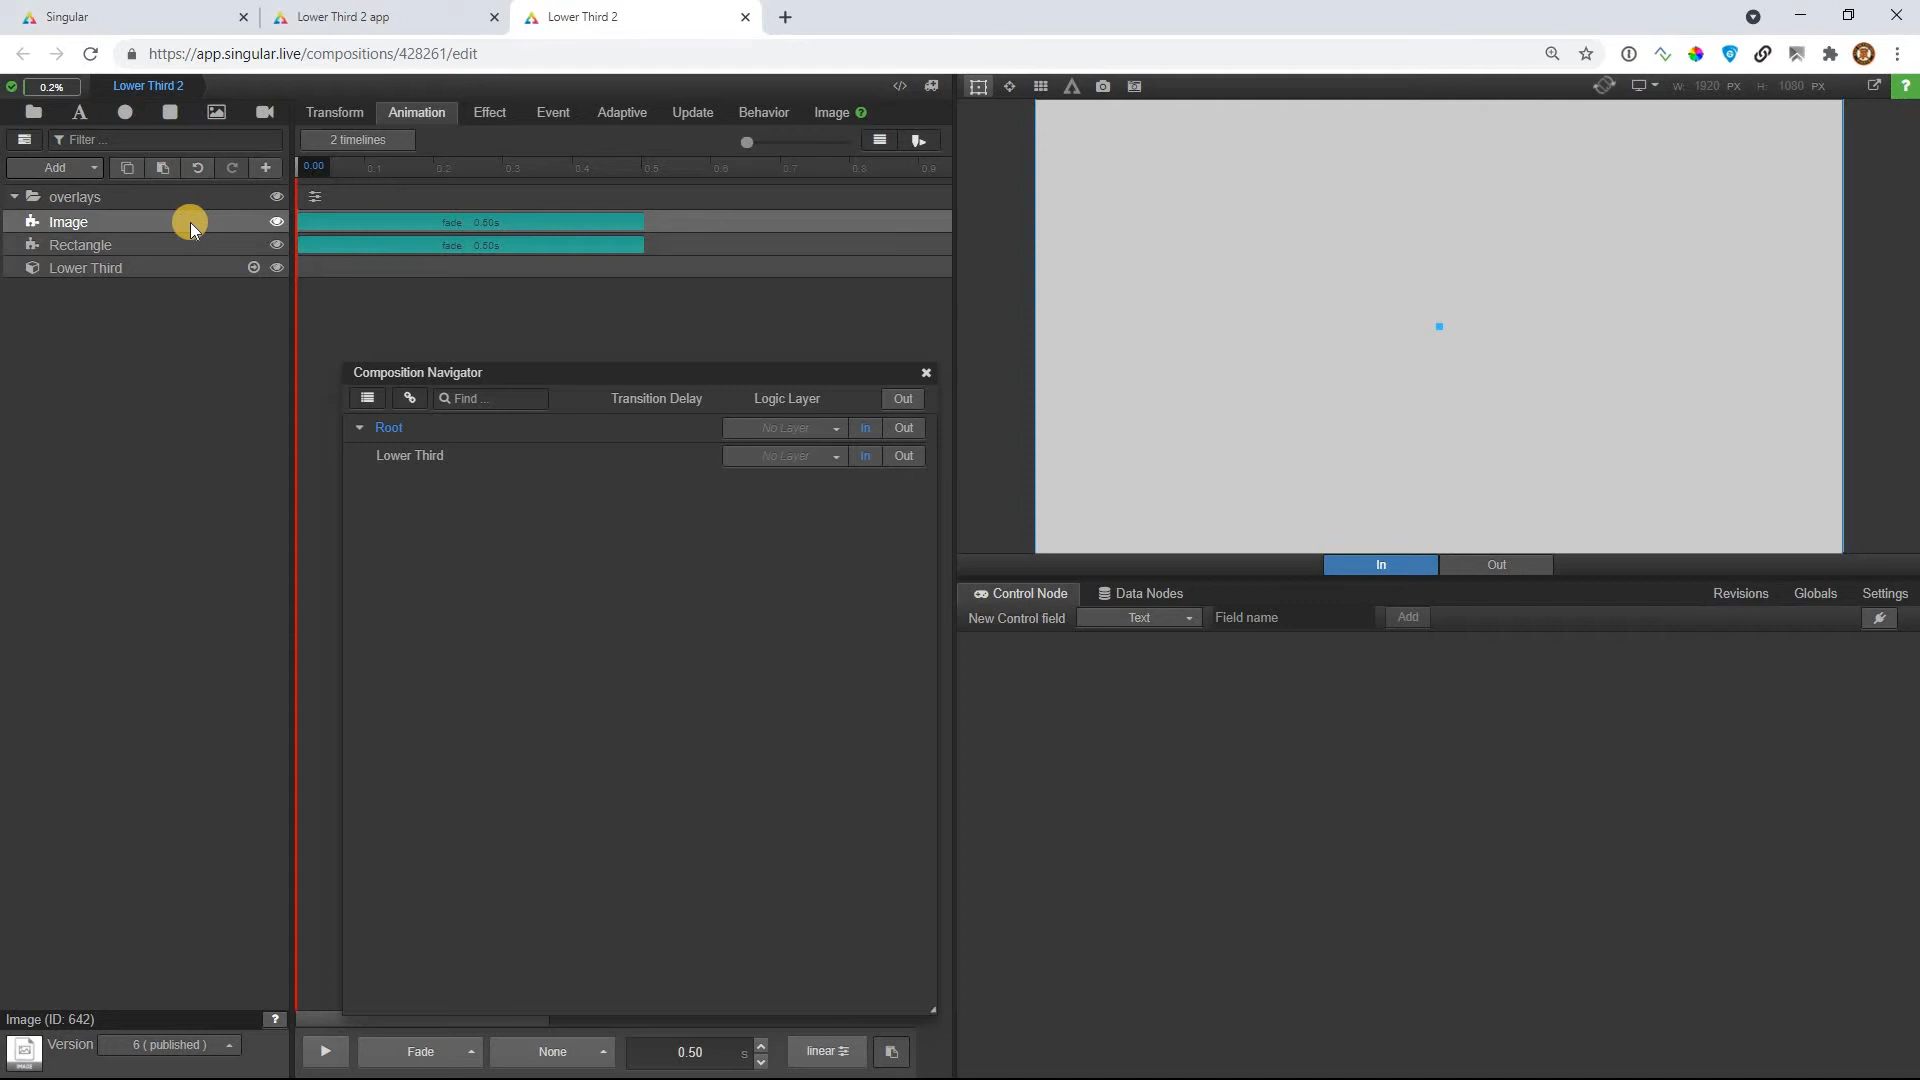 Singular
Lower Third 2 app
Lower Third 2
https://app.singular.live/compositions/428261/edit
0.2%
Lower Third 2
W: 1920 PX H: 1080 PX
?
Transform
Animation
Effect
Event
Adaptive
Update
Behavior
Image ?
Filter ...
2 timelines
Add
0.00
0.1
0.2
0.3
0.4
0.5
0.6
0.7
0.8
0.9
overlays
Image
fade 0.50s
Rectangle
fade 0.50s
Lower Third
Composition Navigator
Find ...
Transition Delay
Logic Layer
Out
Root
No Layer
In
Out
Lower Third
No Layer
In
Out
In
Out
Control Node
Data Nodes
Revisions
Globals
Settings
New Control field
Text
Field name
Add
Image (ID: 642)
?
IMAGE
Version
6 ( published )
Fade
None
0.50
s
linear